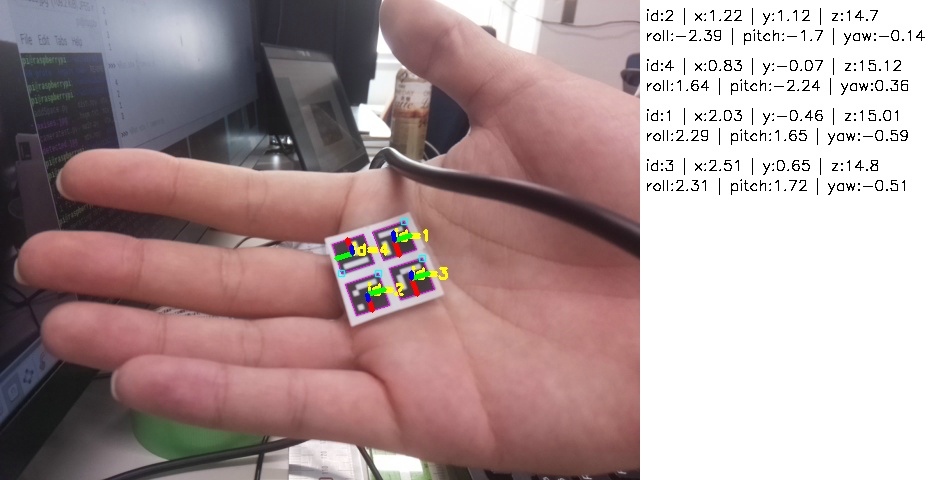 File Edit Tabs Help
id=4
id=1
id=2
id=3
id:2 | x:1.22 | y:1.12 | z:14.7
roll:-2.39 | pitch:-1.7 | yaw:-0.14
id:4 | x:0.83 | y:-0.07 | z:15.12
roll:1.64 | pitch:-2.24 | yaw:0.36
id:1 | x:2.03 | y:-0.46 | z:15.01
roll:2.29 | pitch:1.65 | yaw:-0.59
id:3 | x:2.51 | y:0.65 | z:14.8
roll:2.31 | pitch:1.72 | yaw:-0.51